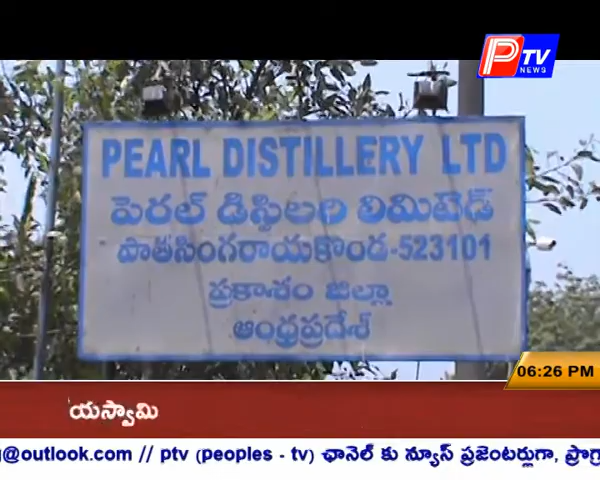 PTV
NEWS
PEARL DISTILLERY LTD
పెరల్ డిస్టిలరి లిమిటెడ్
పాతసింగరాయకొండ-523101
ప్రకాశం జిల్లా
ఆంధ్రప్రదేశ్
06:26 PM
యస్వామి
@outlook.com // ptv (peoples - tv) ఛానెల్ కు న్యూస్ ప్రజెంటర్లుగా,